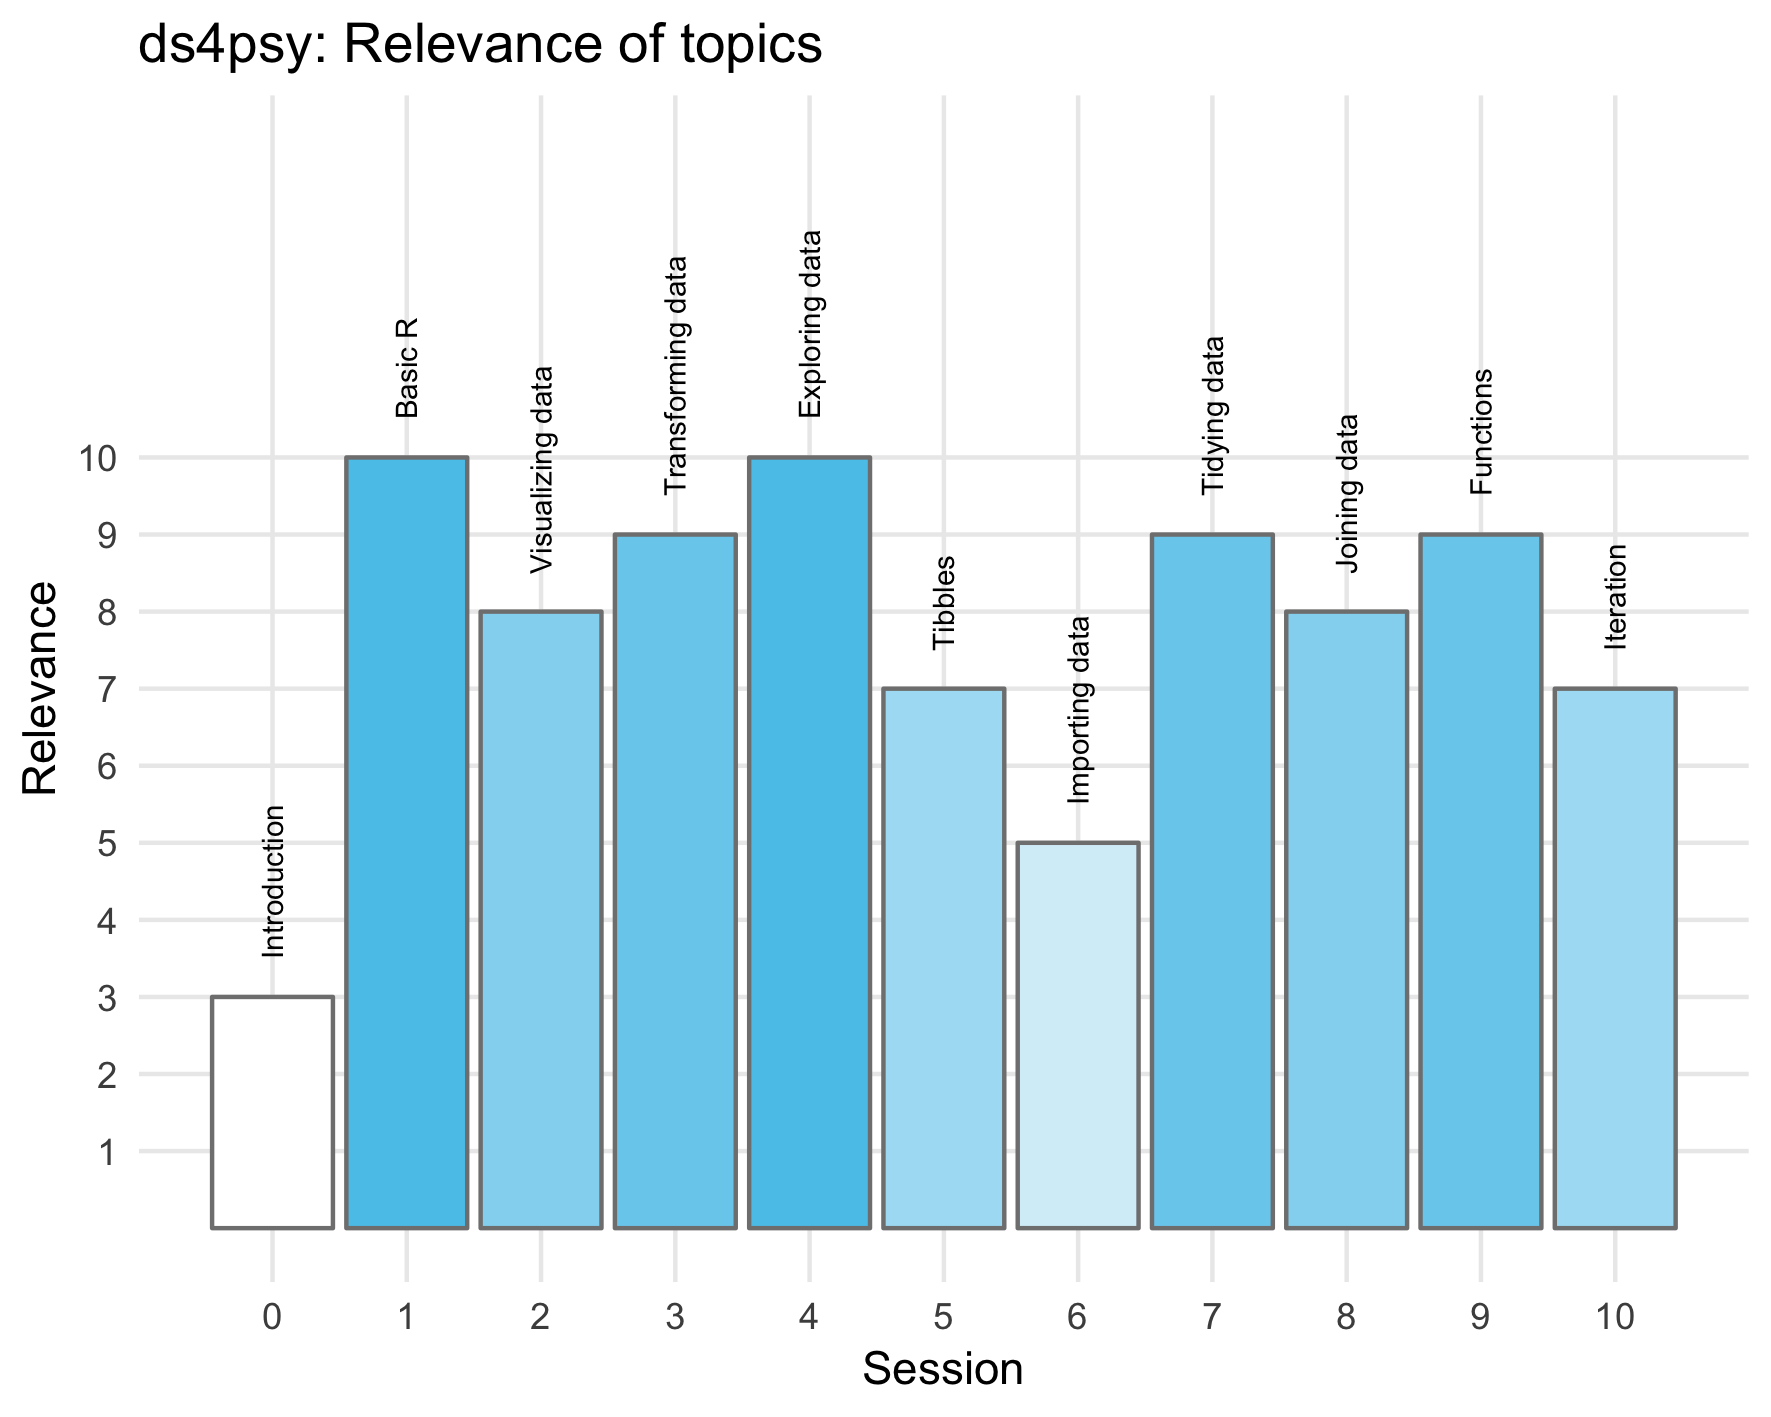 ds4psy: Relevance of topics
Relevance
10
9
8
7
6
5
4
3
2
1
Introduction
Basic R
Visualizing data
Transforming data
Exploring data
Tibbles
Importing data
Tidying data
Joining data
Functions
Iteration
0 1 2 3 4 5 6 7 8 9 10
Session